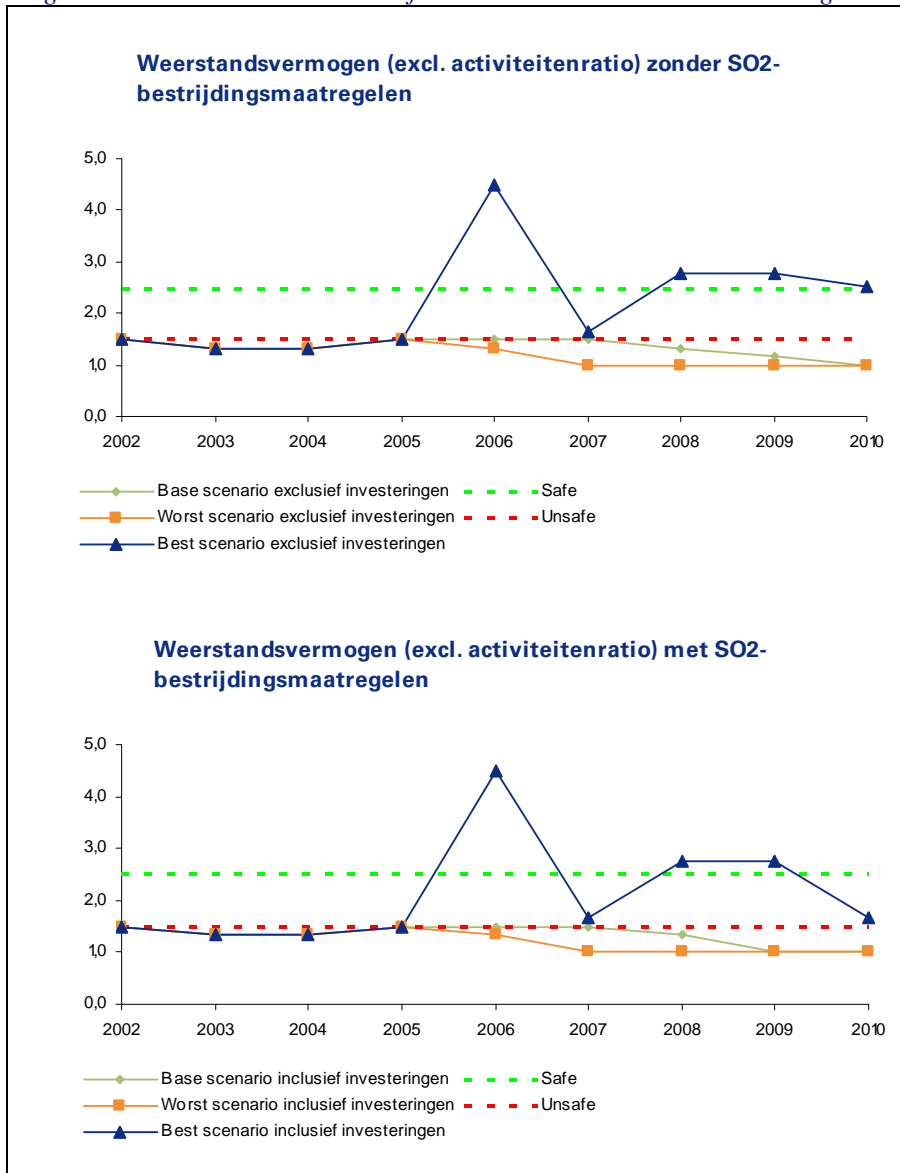 Weerstandsvermogen (excl. activiteitenratio) zonder SO2-
bestrijdingsmaatregelen
5,0
4,0
3,0
2,0
1,0
0,0
2002 2003 2004 2005 2006 2007 2008 2009 2010
Base scenario exclusief investeringen Safe
Worst scenario exclusief investeringen Unsafe
Best scenario exclusief investeringen
Weerstandsvermogen (excl. activiteitenratio) met SO2-
bestrijdingsmaatregelen
5,0
4,0
3,0
2,0
1,0
0,0
2002 2003 2004 2005 2006 2007 2008 2009 2010
Base scenario inclusief investeringen Safe
Worst scenario inclusief investeringen Unsafe
Best scenario inclusief investeringen